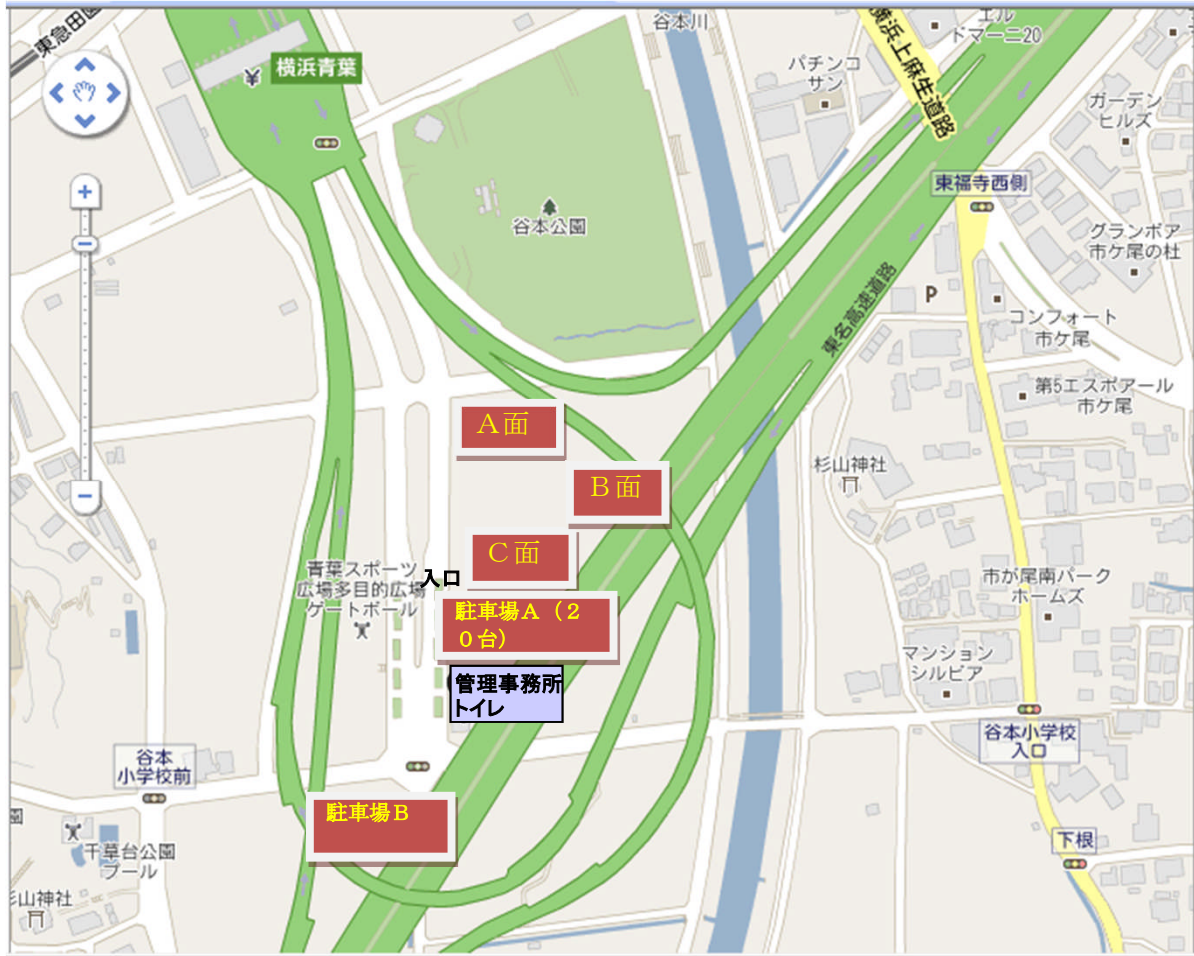 東急田園
谷本川
エル
ドマーニ20
横浜上麻生道路
横浜青葉
パチンコ
サン
ガーデン
ヒルズ
東福寺西側
谷本公園
グランボア
市ケ尾の杜
P
コンフォート
市ケ尾
東名高速道路
第5エスポアール
市ケ尾
A面
杉山神社
B面
C面
青葉スポーツ
広場多目的広場
ゲートボール
入口
駐車場A（2
0台）
市が尾南パーク
ホームズ
マンション
シルビア
管理事務所
トイレ
谷本小学校
入口
谷本
小学校前
駐車場B
下根
園
千草台公園
プール
杉山神社